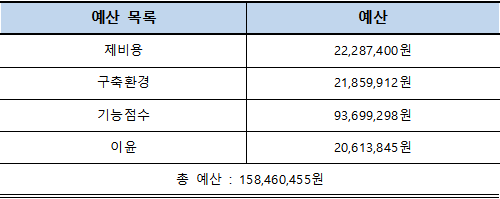 예산 목록 예산
제비용 22,287,400원
구축환경 21,859,912원
기능점수 93,699,298원
이윤 20,613,845원
총 예산 : 158,460,455원